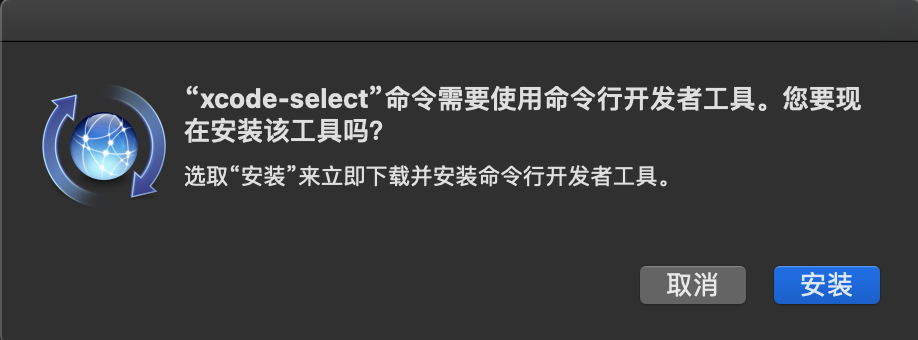 “xcode-select”命令需要使用命令行开发者工具。您要现
在安装该工具吗？
选取“安装”来立即下载并安装命令行开发者工具。
取消
安装